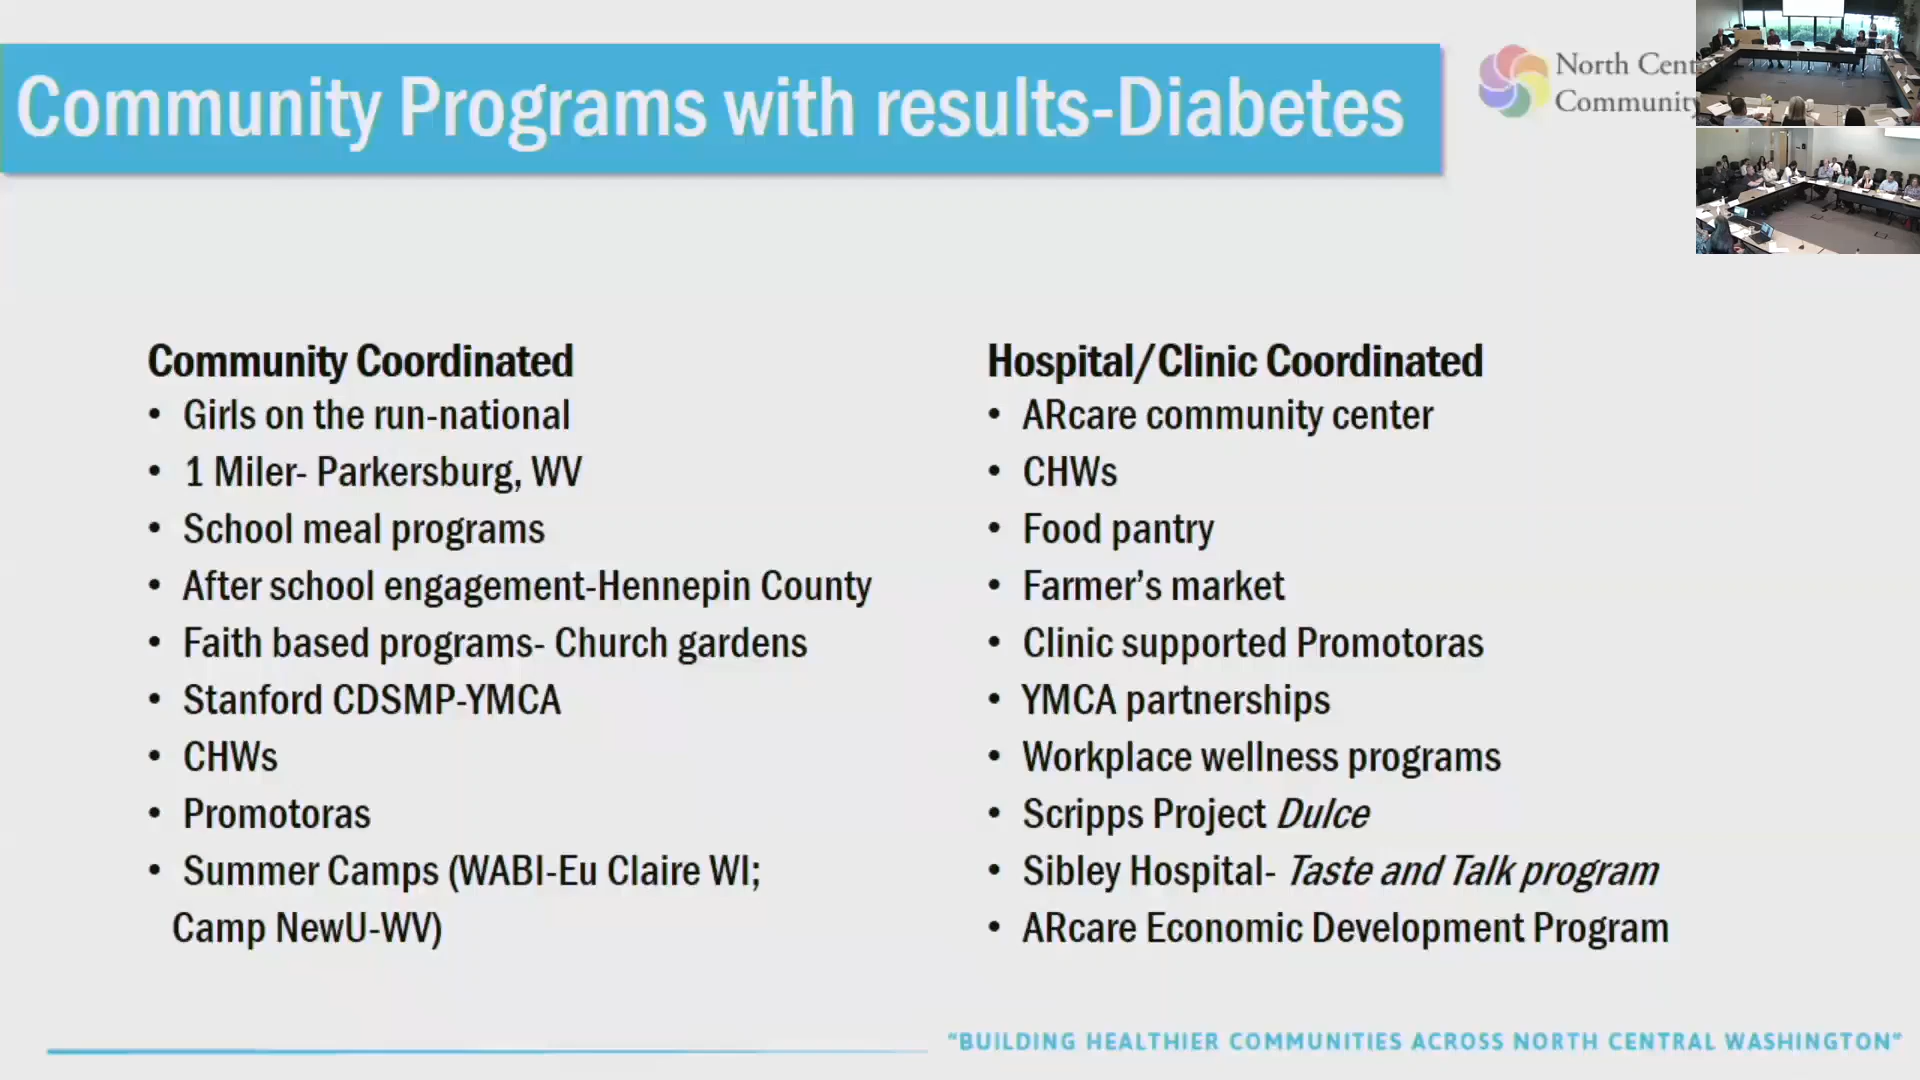 Community Programs with results-Diabetes
North Cent
Community
Community Coordinated
• Girls on the run-national
• 1 Miler- Parkersburg, WV
• School meal programs
• After school engagement-Hennepin County
• Faith based programs- Church gardens
• Stanford CDSMP-YMCA
• CHWs
• Promotoras
• Summer Camps (WABI-Eu Claire WI;
Camp NewU-WV)
Hospital/Clinic Coordinated
• ARcare community center
• CHWs
• Food pantry
• Farmer’s market
• Clinic supported Promotoras
• YMCA partnerships
• Workplace wellness programs
• Scripps Project Dulce
• Sibley Hospital- Taste and Talk program
• ARcare Economic Development Program
“BUILDING HEALTHIER COMMUNITIES ACROSS NORTH CENTRAL WASHINGTON”